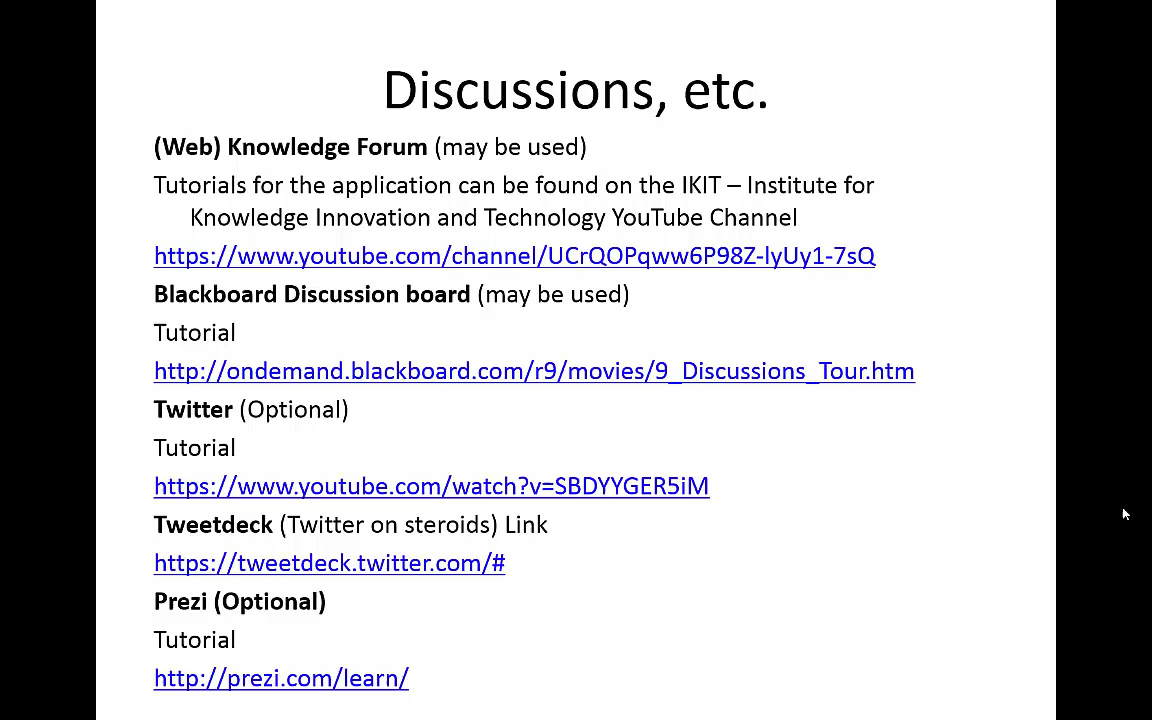 Discussions, etc.
(Web) Knowledge Forum (may be used)
Tutorials for the application can be found on the IKIT – Institute for
Knowledge Innovation and Technology YouTube Channel
https://www.youtube.com/channel/UCrQOPqww6P98Z-lyUy1-7sQ
Blackboard Discussion board (may be used)
Tutorial
http://ondemand.blackboard.com/r9/movies/9_Discussions_Tour.htm
Twitter (Optional)
Tutorial
https://www.youtube.com/watch?v=SBDYYGER5iM
Tweetdeck (Twitter on steroids) Link
https://tweetdeck.twitter.com/#
Prezi (Optional)
Tutorial
http://prezi.com/learn/